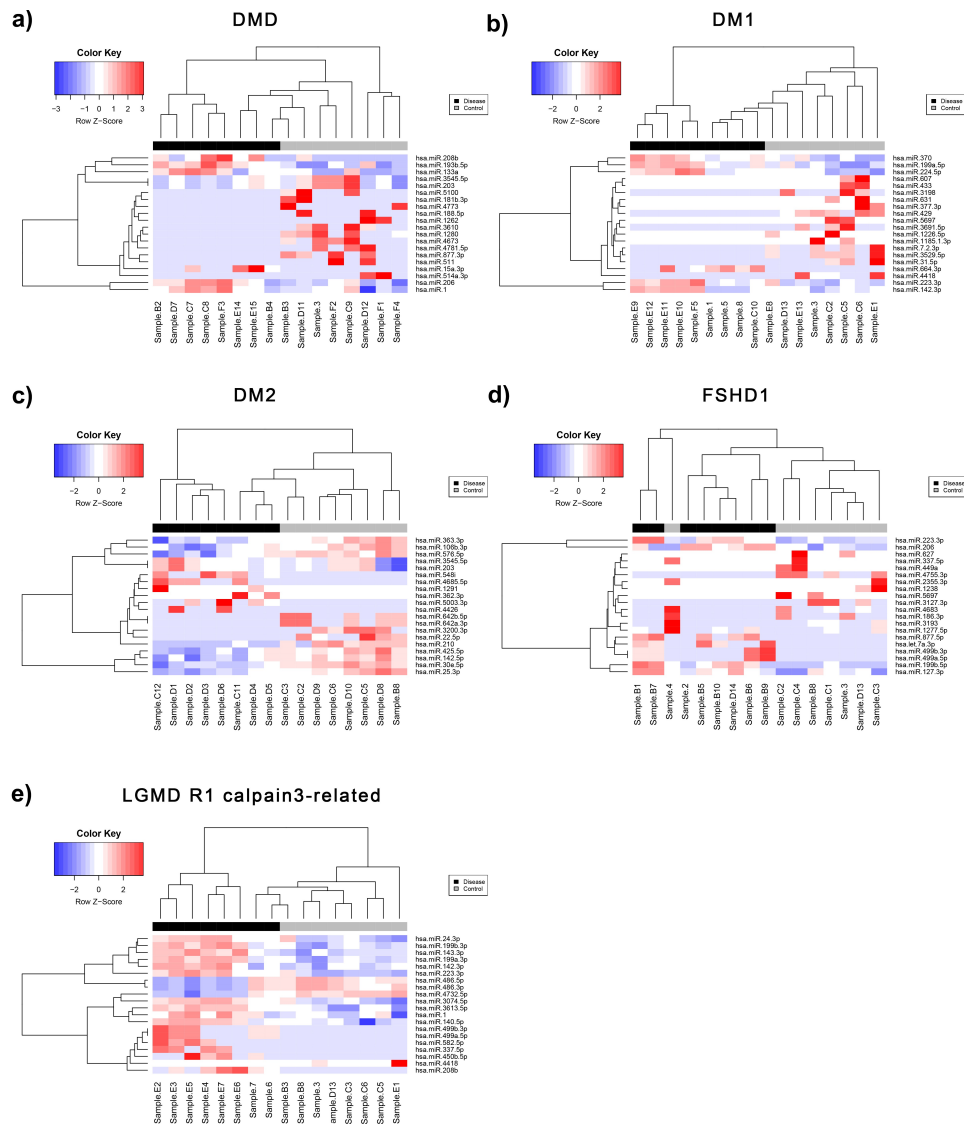 a)
DMD
Color Key
−3
−1
0
1
2
3
Row Z-Score
Disease
Control
hsa.miR.208b
hsa.miR.193b.5p
hsa.miR.133a
hsa.miR.3545.5p
hsa.miR.203
hsa.miR.5100
hsa.miR.181b.3p
hsa.miR.4773
hsa.miR.188.5p
hsa.miR.1262
hsa.miR.3610
hsa.miR.1280
hsa.miR.4673
hsa.miR.4781.5p
hsa.miR.877.3p
hsa.miR.511
hsa.miR.15a.3p
hsa.miR.514a.3p
hsa.miR.206
hsa.miR.1
Sample.B2
Sample.D7
Sample.C7
Sample.C8
Sample.F3
Sample.E14
Sample.E15
Sample.B4
Sample.B3
Sample.D11
Sample.3
Sample.F2
Sample.C9
Sample.D12
Sample.F1
Sample.F4
b)
DM1
Color Key
−2
0
2
Row Z-Score
Disease
Control
hsa.miR.370
hsa.miR.199a.5p
hsa.miR.224.5p
hsa.miR.607
hsa.miR.433
hsa.miR.3198
hsa.miR.631
hsa.miR.377.3p
hsa.miR.429
hsa.miR.5697
hsa.miR.3691.5p
hsa.miR.1226.5p
hsa.miR.1185.1.3p
hsa.miR.7.2.3p
hsa.miR.3529.5p
hsa.miR.31.5p
hsa.miR.664.3p
hsa.miR.4418
hsa.miR.223.3p
hsa.miR.142.3p
Sample.E9
Sample.E12
Sample.E11
Sample.E10
Sample.F5
Sample.1
Sample.5
Sample.8
Sample.C10
Sample.E8
Sample.D13
Sample.E13
Sample.3
Sample.C2
Sample.C5
Sample.C6
Sample.E1
c)
DM2
Color Key
−2
0
2
Row Z-Score
Disease
Control
hsa.miR.363.3p
hsa.miR.106b.3p
hsa.miR.576.5p
hsa.miR.3545.5p
hsa.miR.203
hsa.miR.548i
hsa.miR.4685.5p
hsa.miR.1291
hsa.miR.362.3p
hsa.miR.5003.3p
hsa.miR.4426
hsa.miR.642b.5p
hsa.miR.642a.3p
hsa.miR.3200.3p
hsa.miR.22.5p
hsa.miR.210
hsa.miR.425.5p
hsa.miR.142.5p
hsa.miR.30e.5p
hsa.miR.25.3p
Sample.C12
Sample.D1
Sample.D2
Sample.D3
Sample.D6
Sample.C11
Sample.D4
Sample.D5
Sample.C3
Sample.C2
Sample.D9
Sample.C6
Sample.D10
Sample.C5
Sample.D8
Sample.B8
d)
FSHD1
Color Key
−2
0
2
Row Z-Score
Disease
Control
hsa.miR.223.3p
hsa.miR.206
hsa.miR.627
hsa.miR.337.5p
hsa.miR.449a
hsa.miR.4755.3p
hsa.miR.2355.3p
hsa.miR.1238
hsa.miR.5697
hsa.miR.3127.3p
hsa.miR.4683
hsa.miR.186.3p
hsa.miR.3193
hsa.miR.1277.5p
hsa.miR.877.5p
hsa.let.7a.3p
hsa.miR.499b.3p
hsa.miR.499a.5p
hsa.miR.199b.5p
hsa.miR.127.3p
Sample.B1
Sample.B7
Sample.4
Sample.2
Sample.B5
Sample.B10
Sample.D14
Sample.B6
Sample.B9
Sample.C2
Sample.C4
Sample.B8
Sample.C1
Sample.3
Sample.D13
Sample.C3
e)
LGMD R1 calpain3-related
Color Key
−2
0
2
Row Z-Score
Disease
Control
hsa.miR.24.3p
hsa.miR.199b.3p
hsa.miR.143.3p
hsa.miR.199a.3p
hsa.miR.142.3p
hsa.miR.223.3p
hsa.miR.486.5p
hsa.miR.486.3p
hsa.miR.4732.5p
hsa.miR.3074.5p
hsa.miR.3613.5p
hsa.miR.1
hsa.miR.140.5p
hsa.miR.499b.3p
hsa.miR.499a.5p
hsa.miR.582.5p
hsa.miR.337.5p
hsa.miR.450b.5p
hsa.miR.4418
hsa.miR.208b
Sample.E2
Sample.E3
Sample.E5
Sample.E4
Sample.E7
Sample.E6
Sample.7
Sample.6
Sample.B3
Sample.B8
Sample.3
ample.D13
Sample.C3
Sample.C6
Sample.C5
Sample.E1